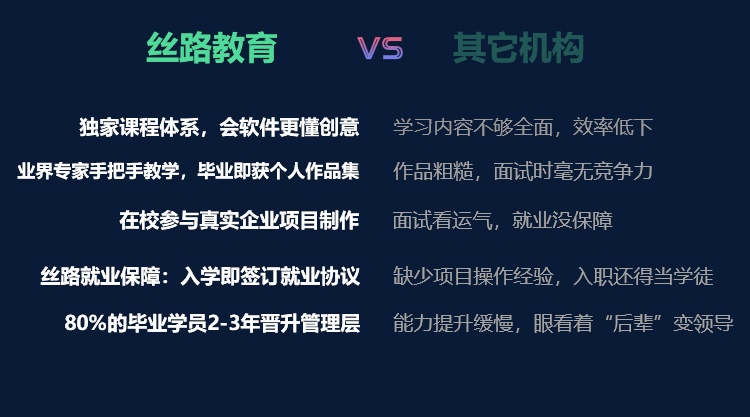 丝路教育 VS 其它机构
独家课程体系，会软件更懂创意 学习内容不够全面，效率低下
业界专家手把手教学，毕业即获个人作品集 作品粗糙，面试时毫无竞争力
在校参与真实企业项目制作 面试看运气，就业没保障
丝路就业保障：入学即签订就业协议 缺少项目操作经验，入职还得当学徒
80%的毕业学员2-3年晋升管理层 能力提升缓慢，眼看着“后辈”变领导